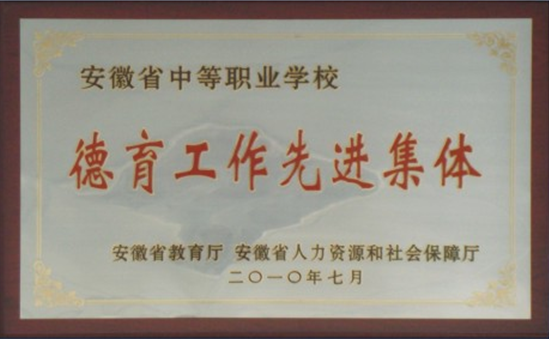 安徽省中等职业学校
德育工作先进集体
安徽省教育厅 安徽省人力资源和社会保障厅
二〇一〇年七月